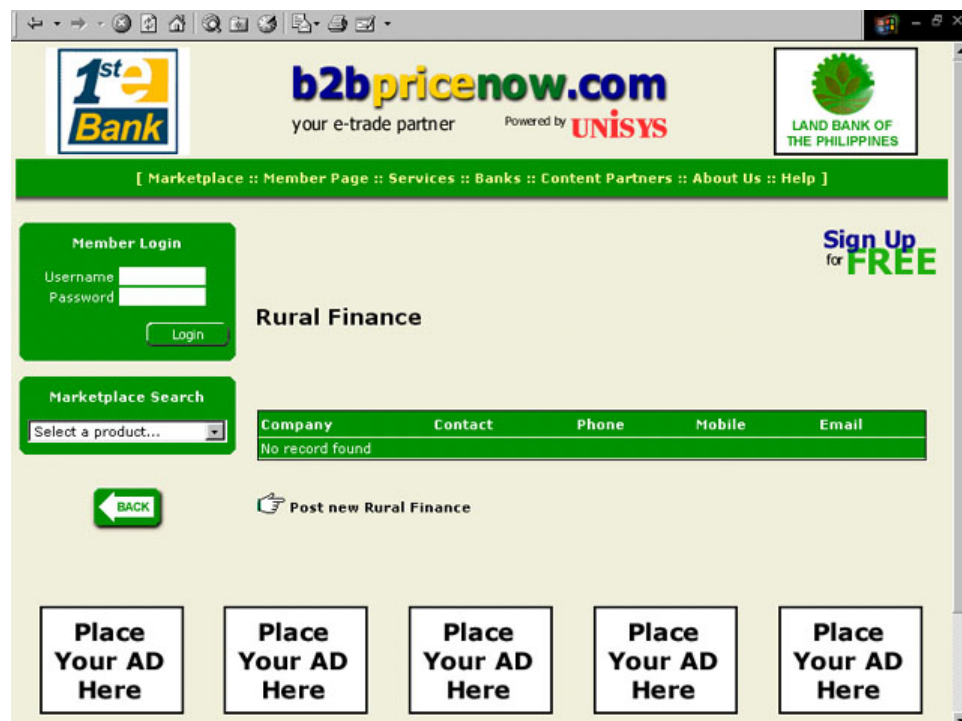 1st e
Bank
b2bpricenow.com
your e-trade partner
Powered by UNISYS
LAND BANK OF
THE PHILIPPINES
[ Marketplace :: Member Page :: Services :: Banks :: Content Partners :: About Us :: Help ]
Member Login
Username
Password
Login
Sign Up
for FREE
Rural Finance
Marketplace Search
Select a product...
Company Contact Phone Mobile Email
No record found
BACK
Post new Rural Finance
Place
Your AD
Here
Place
Your AD
Here
Place
Your AD
Here
Place
Your AD
Here
Place
Your AD
Here